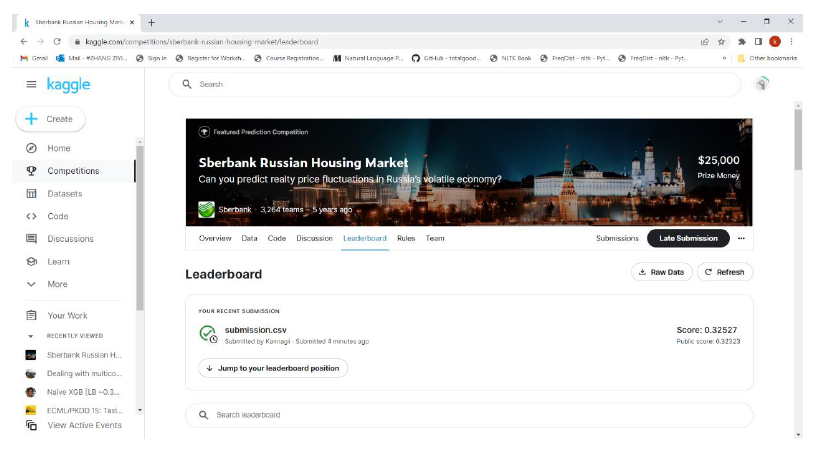 Sberbank Russian Housing Mark
kaggle.com/competitions/sberbank-russian-housing-market/leaderboard
Gmail Mail - #ZHANG ZIYI... Sign In Register for Worksh... Course Registration... Natural Language P... GitHub - totalgood... NLTK Book FreqDist - nltk - Pyt... FreqDist - nltk - Pyt... » Other bookmarks
kaggle
Search
Create
Home
Competitions
Datasets
Code
Discussions
Learn
More
Your Work
RECENTLY VIEWED
Sberbank Russian H...
Dealing with multico...
Naive XGB (LB ~0.3...
ECML/PKDD 15: Taxi...
View Active Events
Featured Prediction Competition
Sberbank Russian Housing Market
Can you predict realty price fluctuations in Russia's volatile economy?
$25,000
Prize Money
Sberbank · 3,264 teams · 5 years ago
Overview Data Code Discussion Leaderboard Rules Team Submissions Late Submission ...
Leaderboard
Raw Data Refresh
YOUR RECENT SUBMISSION
submission.csv
Submitted by Kannagii · Submitted 4 minutes ago
Score: 0.32527
Public score: 0.32323
Jump to your leaderboard position
Search leaderboard